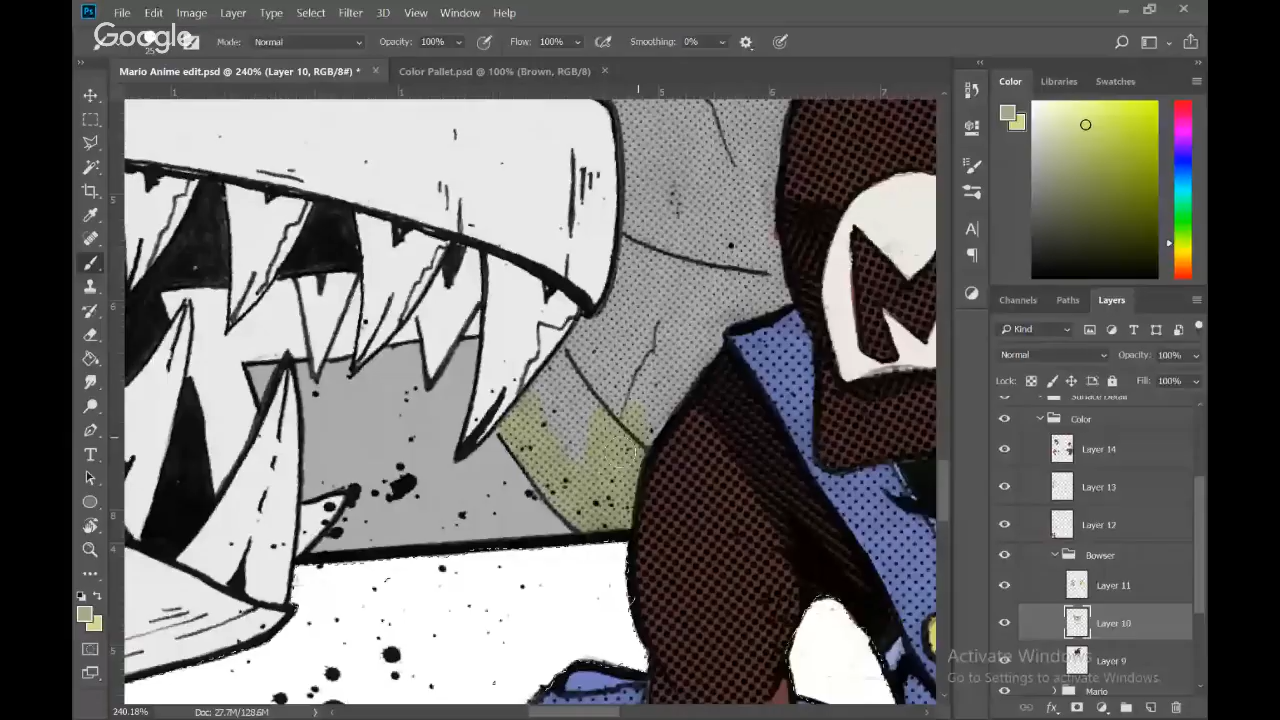 Ps File Edit Image Layer Type Select Filter 3D View Window Help
Google
25 Mode: Normal Opacity: 100% Flow: 100% Smoothing: 0%
Mario Anime edit.psd @ 240% (Layer 10, RGB/8#) * Color Pallet.psd @ 100% (Brown, RGB/8)
Color Libraries Swatches
Channels Paths Layers
Kind
Normal Opacity: 100%
Lock: Fill: 100%
Color
Layer 14
Layer 13
Layer 12
Bowser
Layer 11
Layer 10
Layer 9
Mario
M
Activate Windows
Go to Settings to activate Windows.
240.18% Doc: 27.7M/128.6M